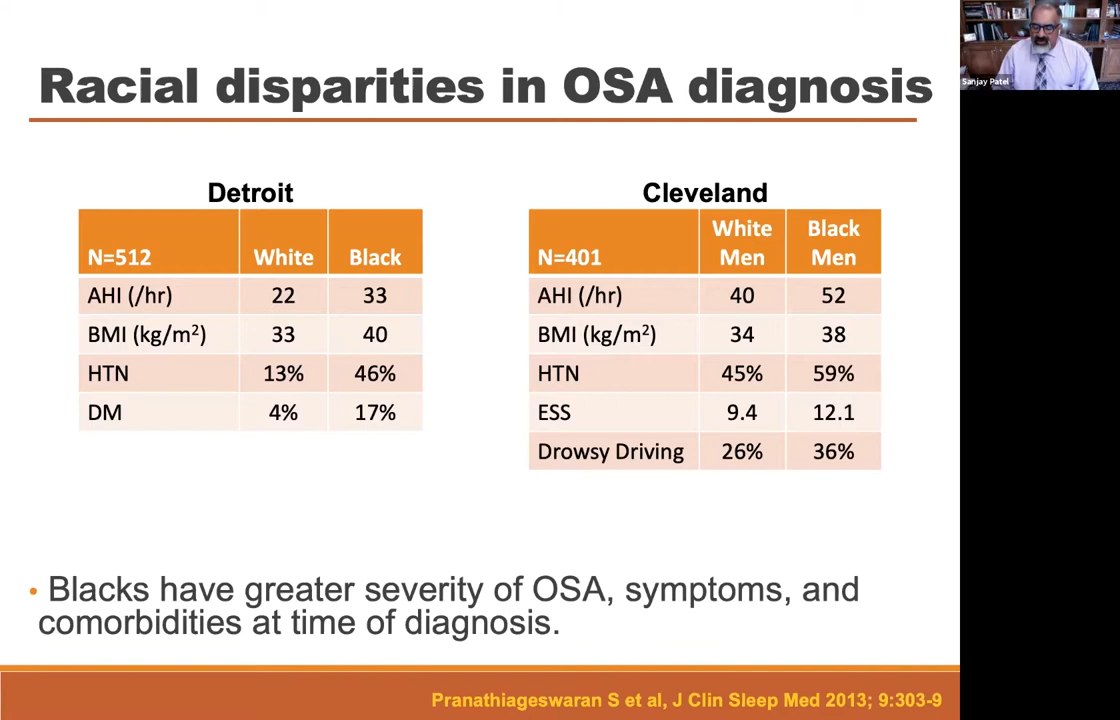 Racial disparities in OSA diagnosis
Sanjay Patel
Detroit
N=512 White Black
AHI (/hr) 22 33
BMI (kg/m²) 33 40
HTN 13% 46%
DM 4% 17%
Cleveland
White Black
N=401 Men Men
AHI (/hr) 40 52
BMI (kg/m²) 34 38
HTN 45% 59%
ESS 9.4 12.1
Drowsy Driving 26% 36%
• Blacks have greater severity of OSA, symptoms, and
comorbidities at time of diagnosis.
Pranathiageswaran S et al, J Clin Sleep Med 2013; 9:303-9